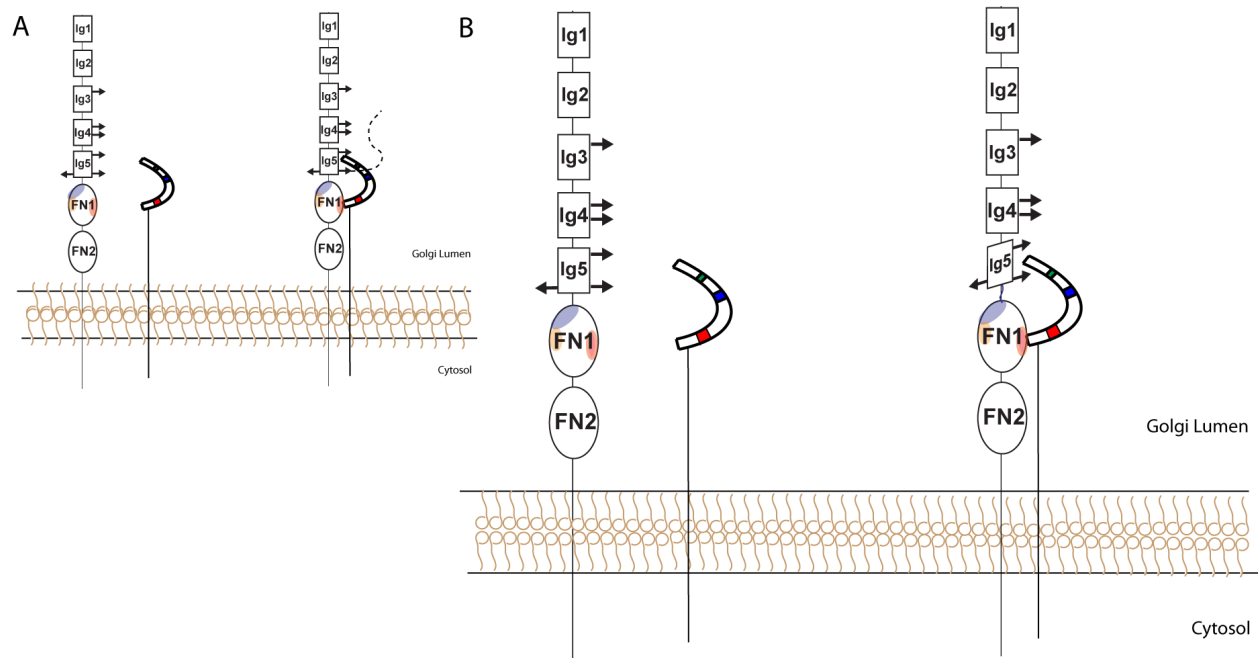 A
Ig1
Ig2
Ig3
Ig4
Ig5
FN1
FN2
Ig1
Ig2
Ig3
Ig4
Ig5
FN1
FN2
Golgi Lumen
Cytosol
B
Ig1
Ig2
Ig3
Ig4
Ig5
FN1
FN2
Ig1
Ig2
Ig3
Ig4
Ig5
FN1
FN2
Golgi Lumen
Cytosol